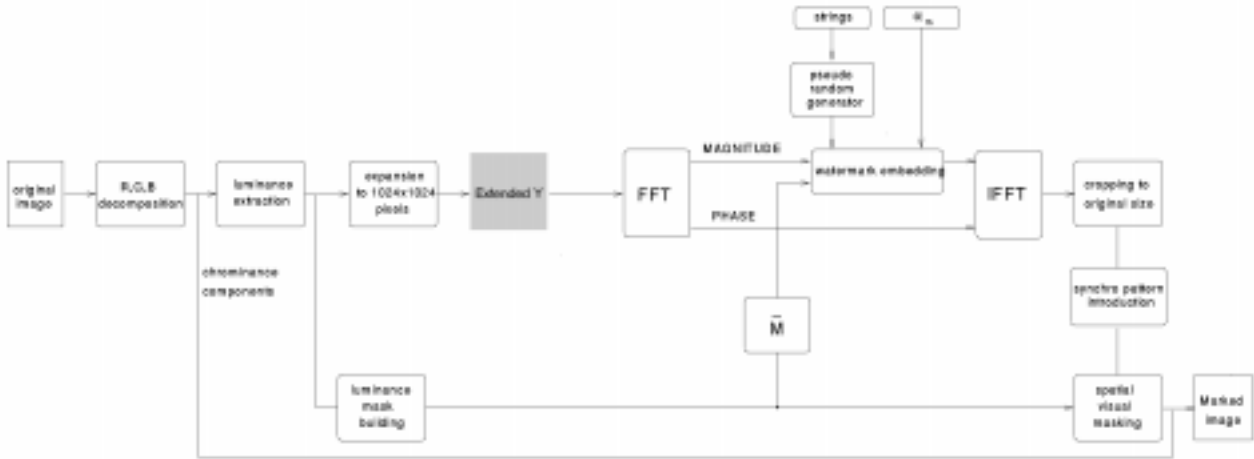 strings
pseudo
random
generator
MAGNITUDE
original
image
R,G,B
decomposition
luminance
extraction
expansion
to 1024x1024
pixels
Extended Y
FFT
watermark embedding
IFFT
cropping to
original size
PHASE
chrominance
components
synchro pattern
introduction
M̄
luminance
mask
building
spatial
visual
masking
Marked
image